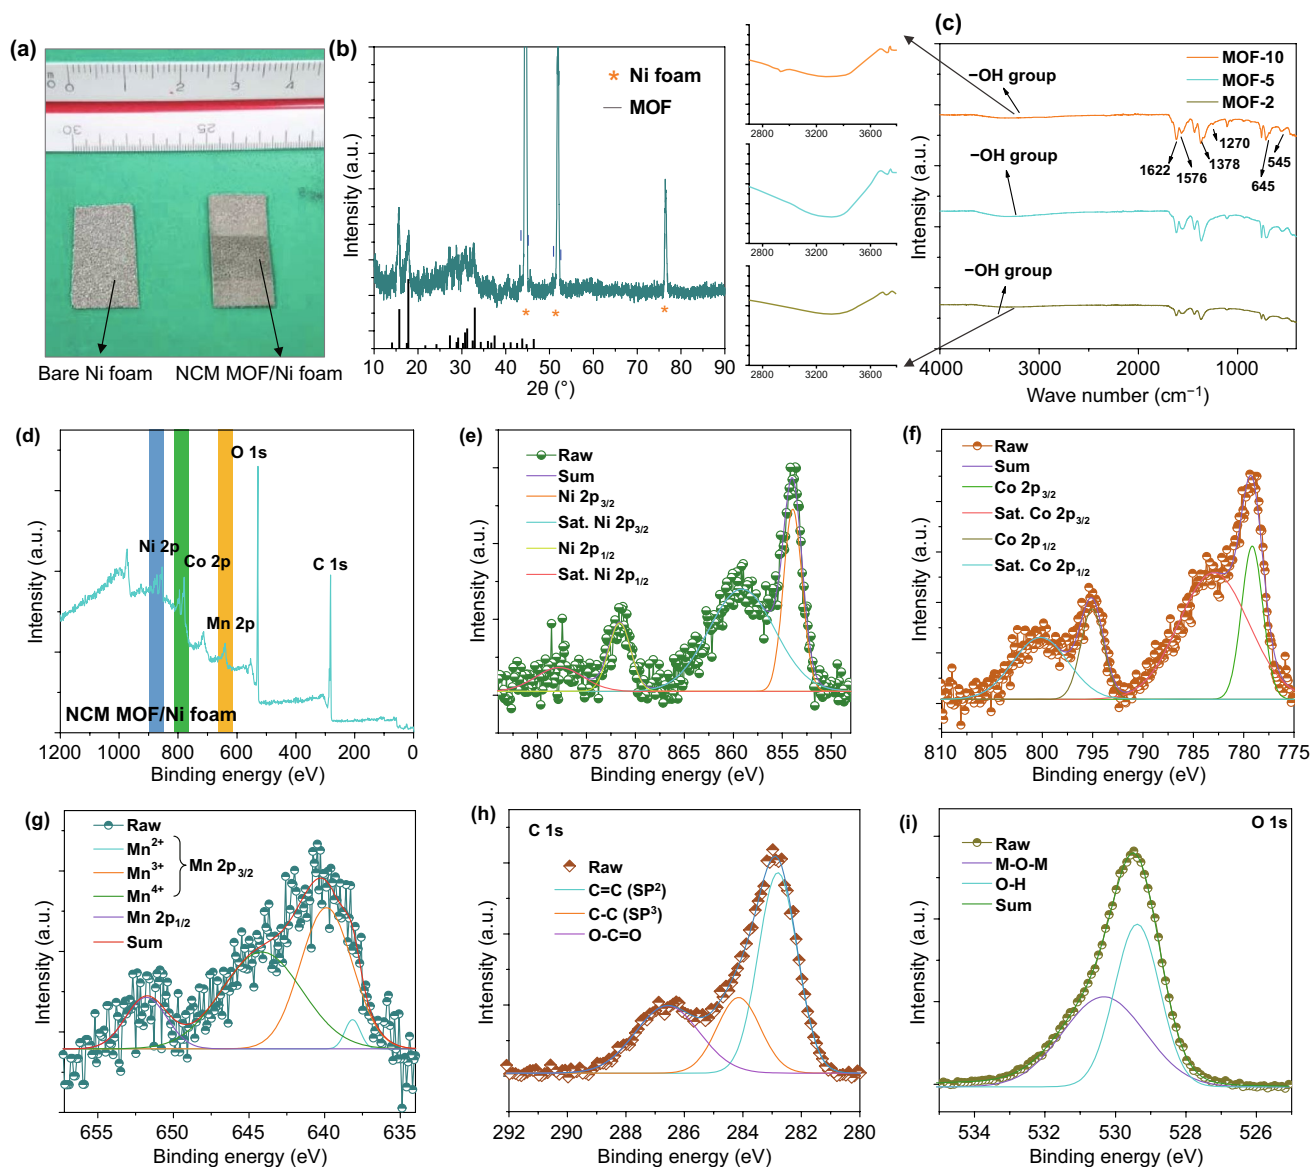 (a)
0 1 2 3 4
30 25
Bare Ni foam
NCM MOF/Ni foam
(b)
* Ni foam
| MOF
Intensity (a.u.)
* * *
10 20 30 40 50 60 70 80 90
2θ (°)
2800 3200 3600
2800 3200 3600
2800 3200 3600
(c)
MOF-10
MOF-5
MOF-2
−OH group
−OH group
−OH group
1622
1576
1378
1270
645
545
Intensity (a.u.)
4000 3000 2000 1000
Wave number (cm⁻¹)
(d)
O 1s
Ni 2p
Co 2p
C 1s
Mn 2p
NCM MOF/Ni foam
Intensity (a.u.)
1200 1000 800 600 400 200 0
Binding energy (eV)
(e)
Raw
Sum
Ni 2p3/2
Sat. Ni 2p3/2
Ni 2p1/2
Sat. Ni 2p1/2
Intensity (a.u.)
880 875 870 865 860 855 850
Binding energy (eV)
(f)
Raw
Sum
Co 2p3/2
Sat. Co 2p3/2
Co 2p1/2
Sat. Co 2p1/2
Intensity (a.u.)
810 805 800 795 790 785 780 775
Binding energy (eV)
(g)
Raw
Mn²⁺
Mn³⁺
Mn⁴⁺
Mn 2p3/2
Mn 2p1/2
Sum
Intensity (a.u.)
655 650 645 640 635
Binding energy (eV)
(h)
C 1s
Raw
C=C (SP²)
C-C (SP³)
O-C=O
Intensity (a.u.)
292 290 288 286 284 282 280
Binding energy (eV)
(i)
O 1s
Raw
M-O-M
O-H
Sum
Intensity (a.u.)
534 532 530 528 526
Binding energy (eV)